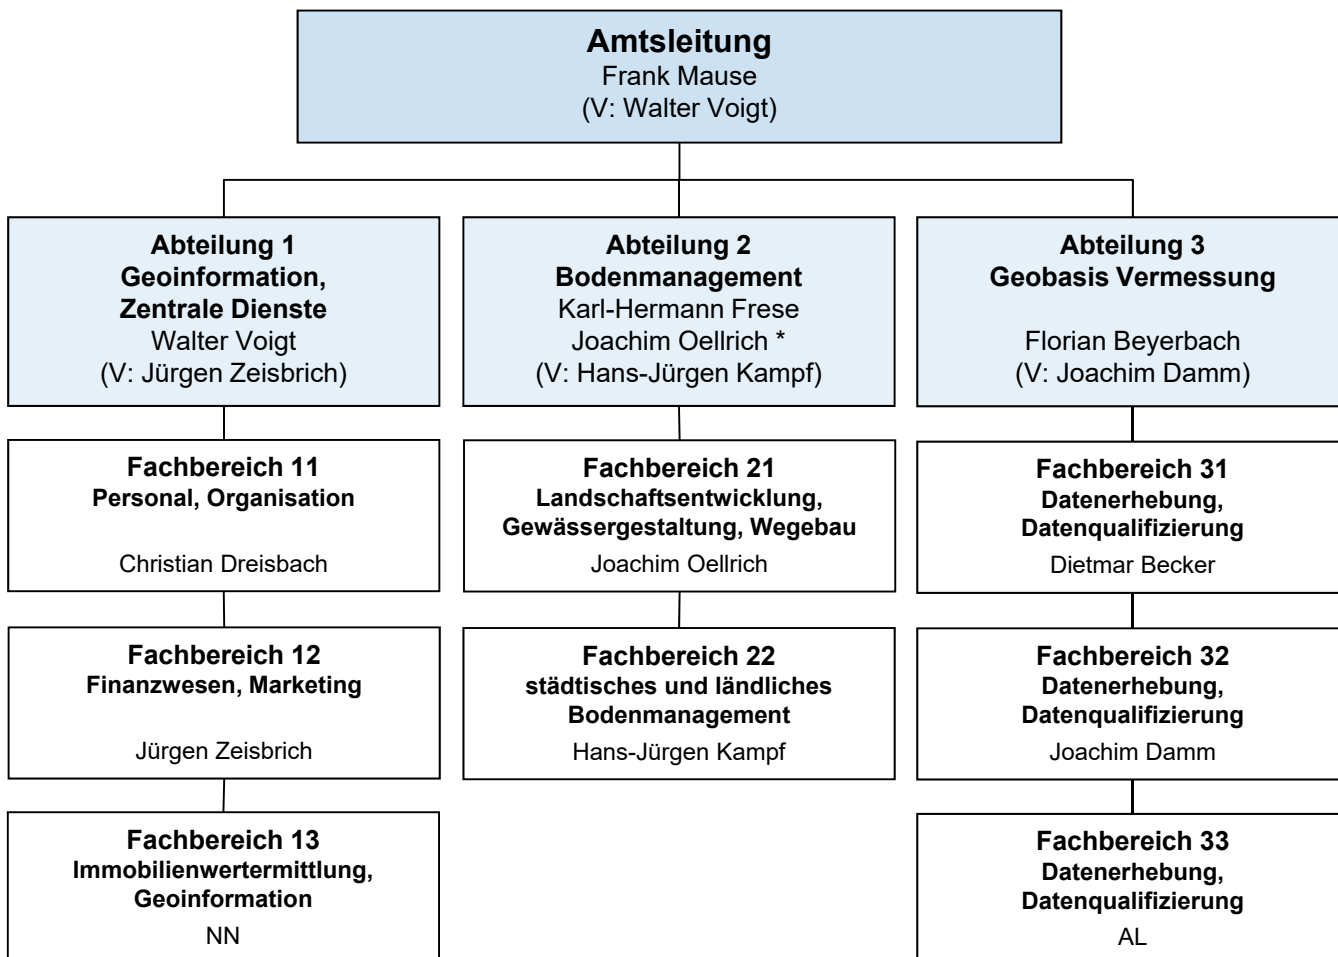 Amtsleitung
Frank Mause
(V: Walter Voigt)
Abteilung 1
Geoinformation,
Zentrale Dienste
Walter Voigt
(V: Jürgen Zeisbrich)
Abteilung 2
Bodenmanagement
Karl-Hermann Frese
Joachim Oellrich *
(V: Hans-Jürgen Kampf)
Abteilung 3
Geobasis Vermessung
Florian Beyerbach
(V: Joachim Damm)
Fachbereich 11
Personal, Organisation
Christian Dreisbach
Fachbereich 21
Landschaftsentwicklung,
Gewässergestaltung, Wegebau
Joachim Oellrich
Fachbereich 31
Datenerhebung,
Datenqualifizierung
Dietmar Becker
Fachbereich 12
Finanzwesen, Marketing
Jürgen Zeisbrich
Fachbereich 22
städtisches und ländliches
Bodenmanagement
Hans-Jürgen Kampf
Fachbereich 32
Datenerhebung,
Datenqualifizierung
Joachim Damm
Fachbereich 13
Immobilienwertermittlung,
Geoinformation
NN
Fachbereich 33
Datenerhebung,
Datenqualifizierung
AL